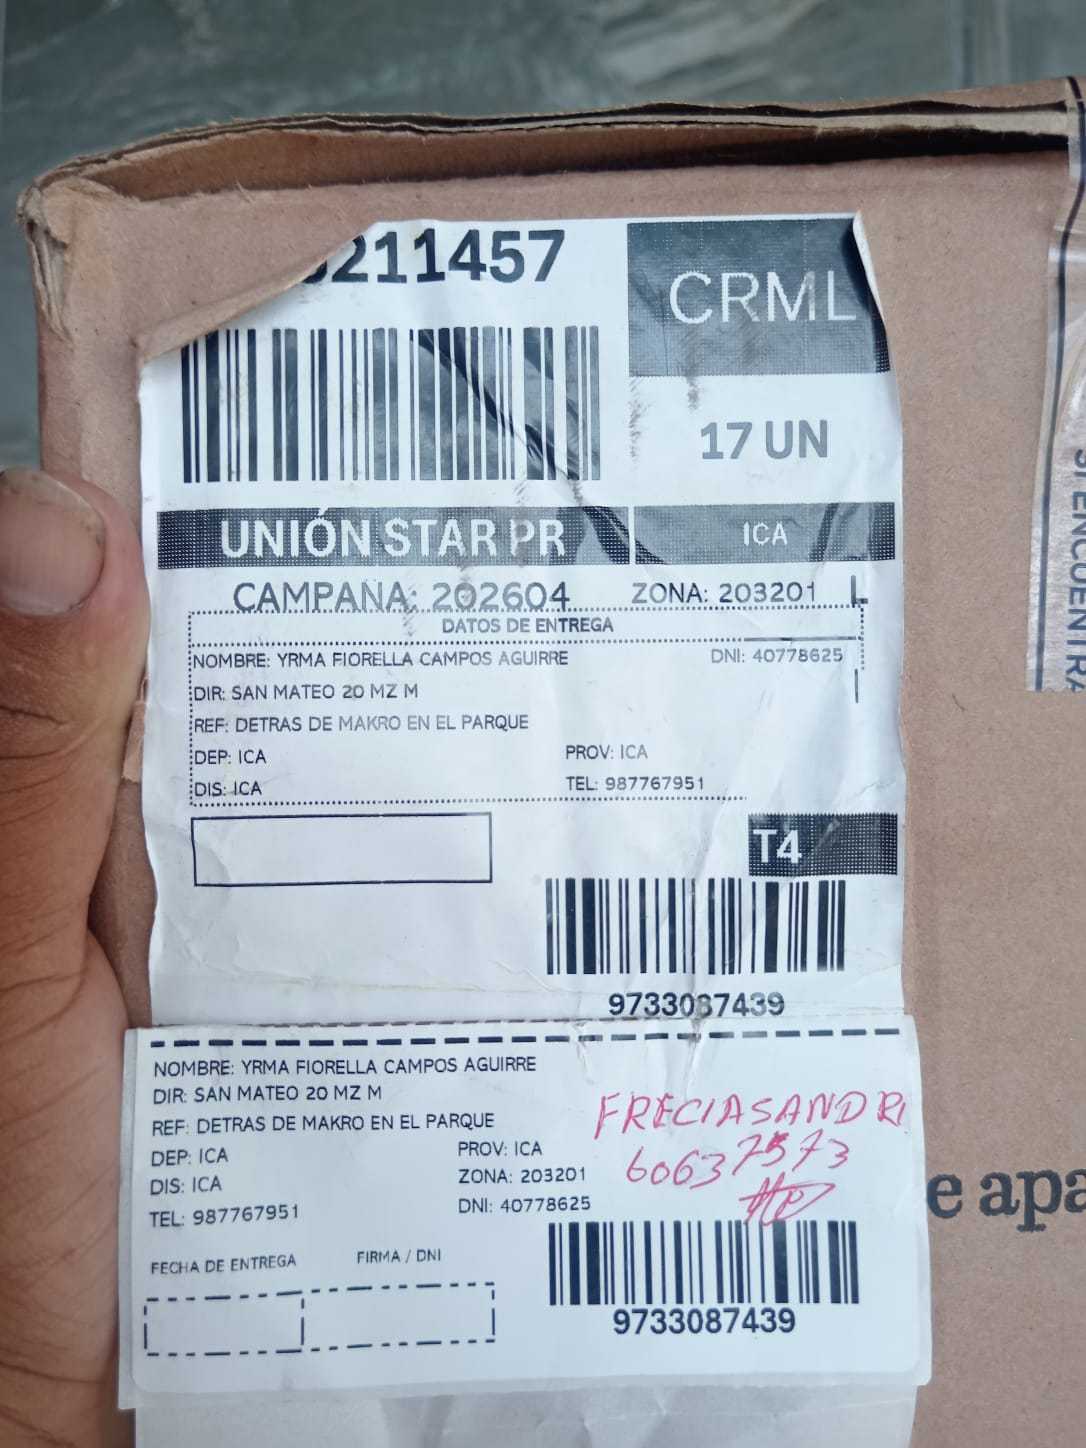 211457
CRML
17 UN
UNIÓN STAR PR
ICA
CAMPAÑA: 202604
ZONA: 203201
L
DATOS DE ENTREGA
NOMBRE: YRMA FIORELLA CAMPOS AGUIRRE
DNI: 40778625
DIR: SAN MATEO 20 MZ M
REF: DETRAS DE MAKRO EN EL PARQUE
DEP: ICA
PROV: ICA
DIS: ICA
TEL: 987767951
T4
9733087439
NOMBRE: YRMA FIORELLA CAMPOS AGUIRRE
DIR: SAN MATEO 20 MZ M
REF: DETRAS DE MAKRO EN EL PARQUE
DEP: ICA
PROV: ICA
DIS: ICA
ZONA: 203201
TEL: 987767951
DNI: 40778625
FRECIASANDRI
60637573
FECHA DE ENTREGA
FIRMA / DNI
9733087439
e apa
SI ENCUENTRA